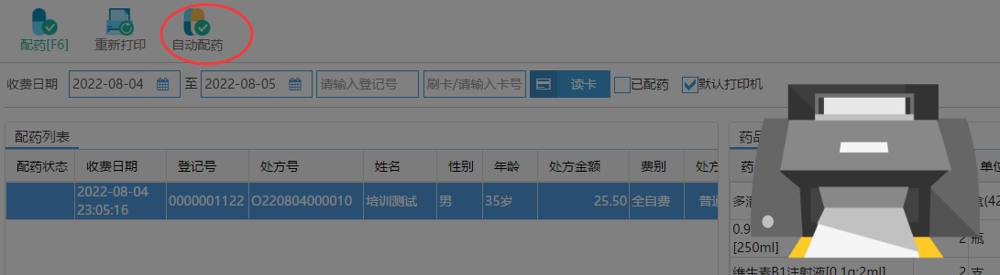 配药[F6] 重新打印 自动配药
收费日期 2022-08-04 至 2022-08-05 请输入登记号 刷卡/请输入卡号 读卡 已配药 默认打印机
配药列表
配药状态 收费日期 登记号 处方号 姓名 性别 年龄 处方金额 费别 处方
2022-08-04
23:05:16 0000001122 O220804000010 培训测试 男 35岁 25.50 全自费 普通
药品
药 单位
多 盒(42
0.9
[250ml] 2 瓶
维生素B1注射液[0.1g:2ml] 2 支